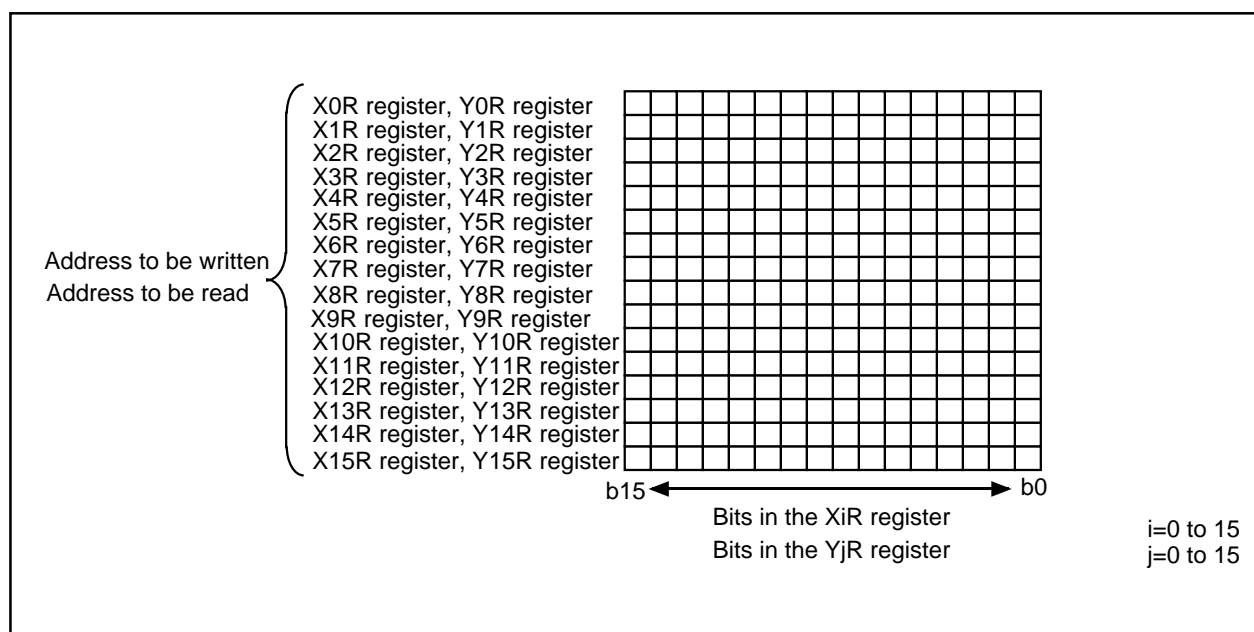 X0R register, Y0R register
X1R register, Y1R register
X2R register, Y2R register
X3R register, Y3R register
X4R register, Y4R register
X5R register, Y5R register
X6R register, Y6R register
X7R register, Y7R register
X8R register, Y8R register
X9R register, Y9R register
X10R register, Y10R register
X11R register, Y11R register
X12R register, Y12R register
X13R register, Y13R register
X14R register, Y14R register
X15R register, Y15R register
Address to be written
Address to be read
b15 b0
Bits in the XiR register
Bits in the YjR register
i=0 to 15
j=0 to 15